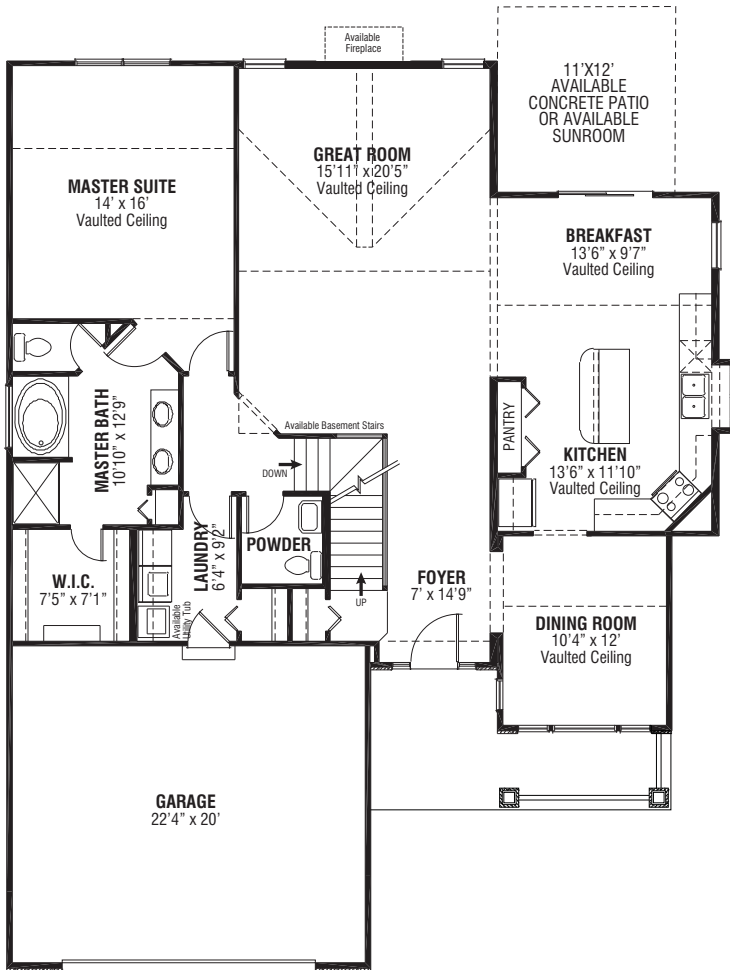 Available
Fireplace
11’X12’
AVAILABLE
CONCRETE PATIO
OR AVAILABLE
SUNROOM
GREAT ROOM
15’11” x 20’5”
Vaulted Ceiling
MASTER SUITE
14’ x 16’
Vaulted Ceiling
BREAKFAST
13’6” x 9’7”
Vaulted Ceiling
MASTER BATH
10’10” x 12’9”
Available Basement Stairs
DOWN
PANTRY
KITCHEN
13’6” x 11’10”
Vaulted Ceiling
LAUNDRY
6’4” x 9’2”
POWDER
W.I.C.
7’5” x 7’1”
Available
Utility Tub
UP
FOYER
7’ x 14’9”
DINING ROOM
10’4” x 12’
Vaulted Ceiling
GARAGE
22’4” x 20’